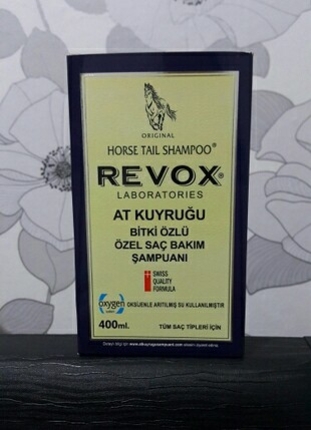 ORIGINAL
HORSE TAIL SHAMPOO®
REVOX®
LABORATORIES
AT KUYRUĞU
BİTKİ ÖZLÜ
ÖZEL SAÇ BAKIM
ŞAMPUANI
SWISS
QUALITY
FORMULA
oxygen
OKSİJENLE ARITILMIŞ SU KULLANILMIŞTIR
400ml.
TÜM SAÇ TİPLERİ İÇİN